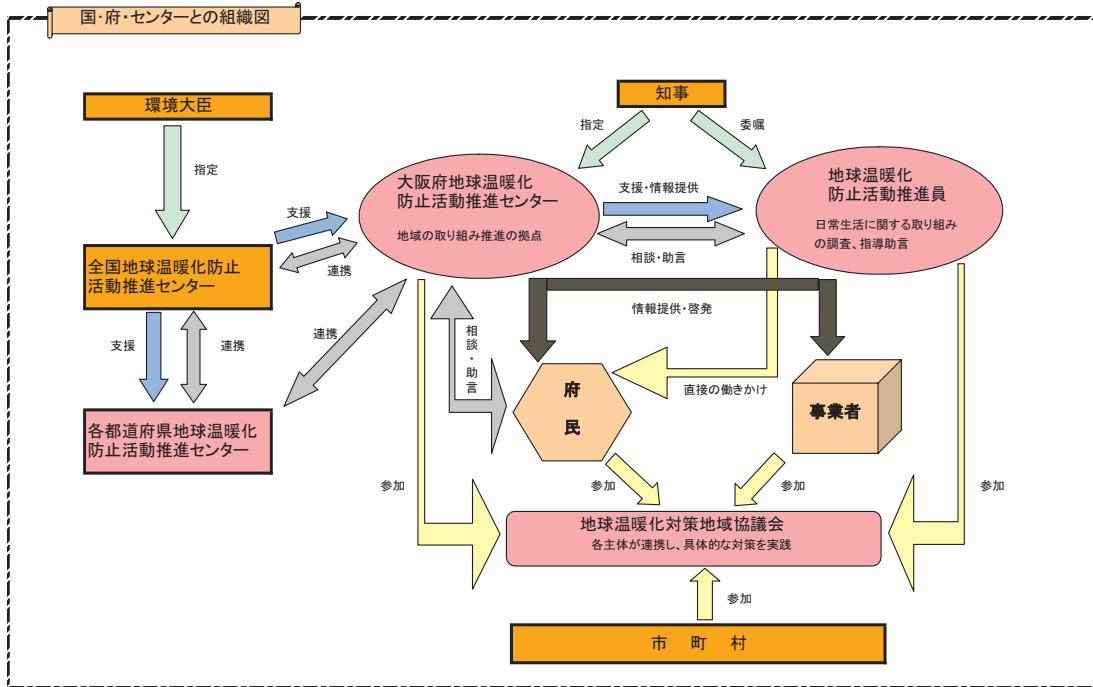 国・府・センターとの組織図
環境大臣
知事
指定
委嘱
指定
大阪府地球温暖化
防止活動推進センター
地域の取り組み推進の拠点
支援・情報提供
相談・助言
地球温暖化
防止活動推進員
日常生活に関する取り組み
の調査、指導助言
支援
連携
全国地球温暖化防止
活動推進センター
情報提供・啓発
支援
連携
連携
相談・助言
府
民
直接の働きかけ
事業者
各都道府県地球温暖化
防止活動推進センター
参加
参加
参加
参加
地球温暖化対策地域協議会
各主体が連携し、具体的な対策を実践
参加
市 町 村